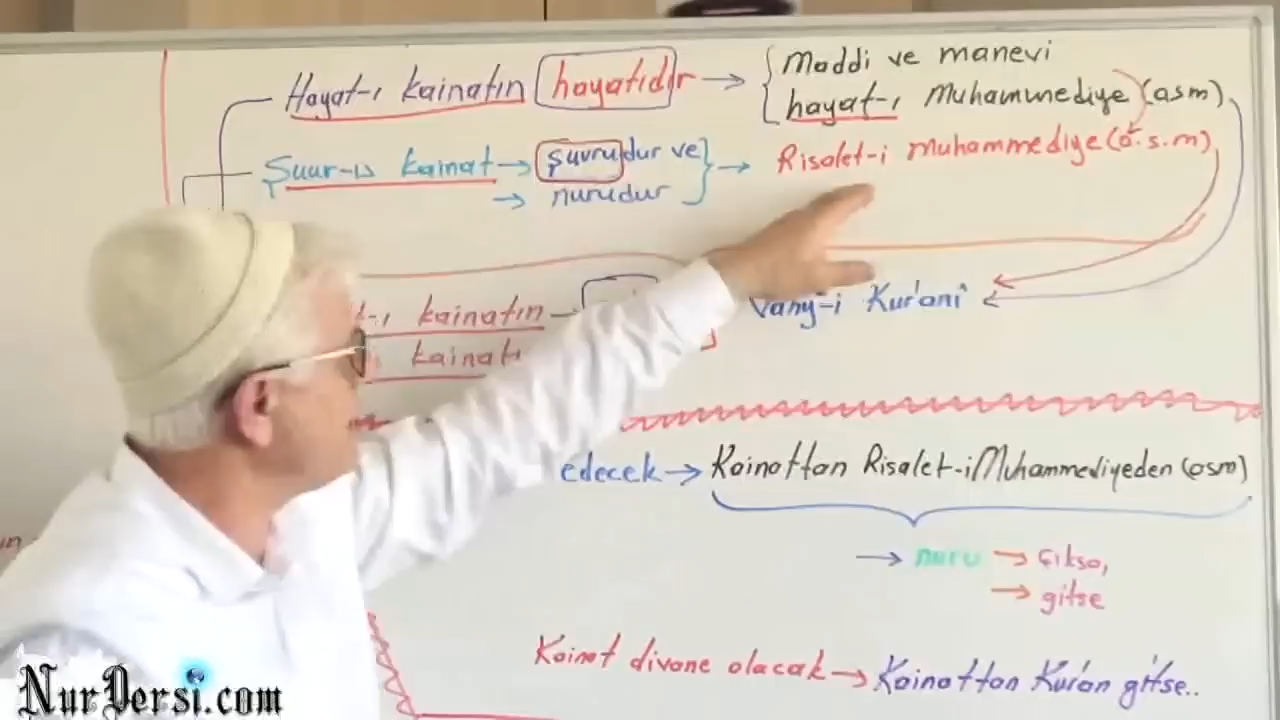 Hayat-ı kainatın hayatıdır → Maddi ve manevi
hayat-ı Muhammediye (asm)
Şuur-u kainat → şuurudur ve → Risalet-i muhammediye (a.s.m)
→ nurudur
kainatın
kainatı
Vahy-i Kur'anî
edecek → Kainattan Risalet-i Muhammediyeden (asm)
→ nuru → çıksa,
→ gitse
Kainat divane olacak → Kainattan Kur'an gitse..
NurDersi.com